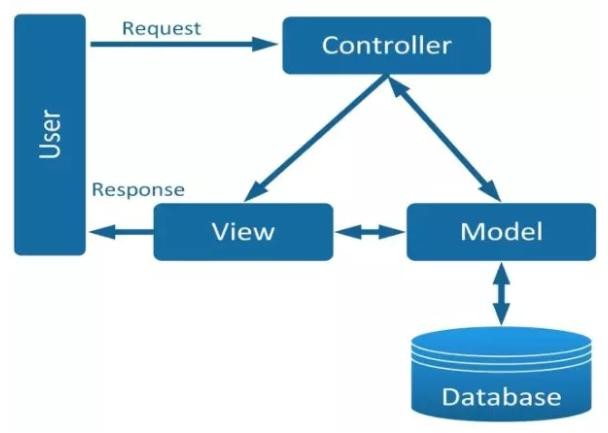 Request
Controller
User
Response
View
Model
Database